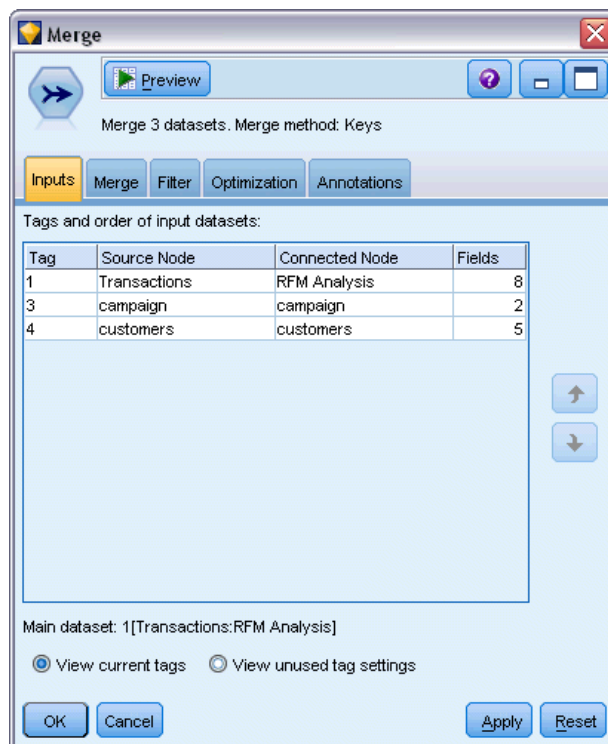 Merge
Preview
Merge 3 datasets. Merge method: Keys
Inputs Merge Filter Optimization Annotations
Tags and order of input datasets:
Tag Source Node Connected Node Fields
1 Transactions RFM Analysis 8
3 campaign campaign 2
4 customers customers 5
Main dataset: 1[Transactions:RFM Analysis]
View current tags View unused tag settings
OK Cancel Apply Reset